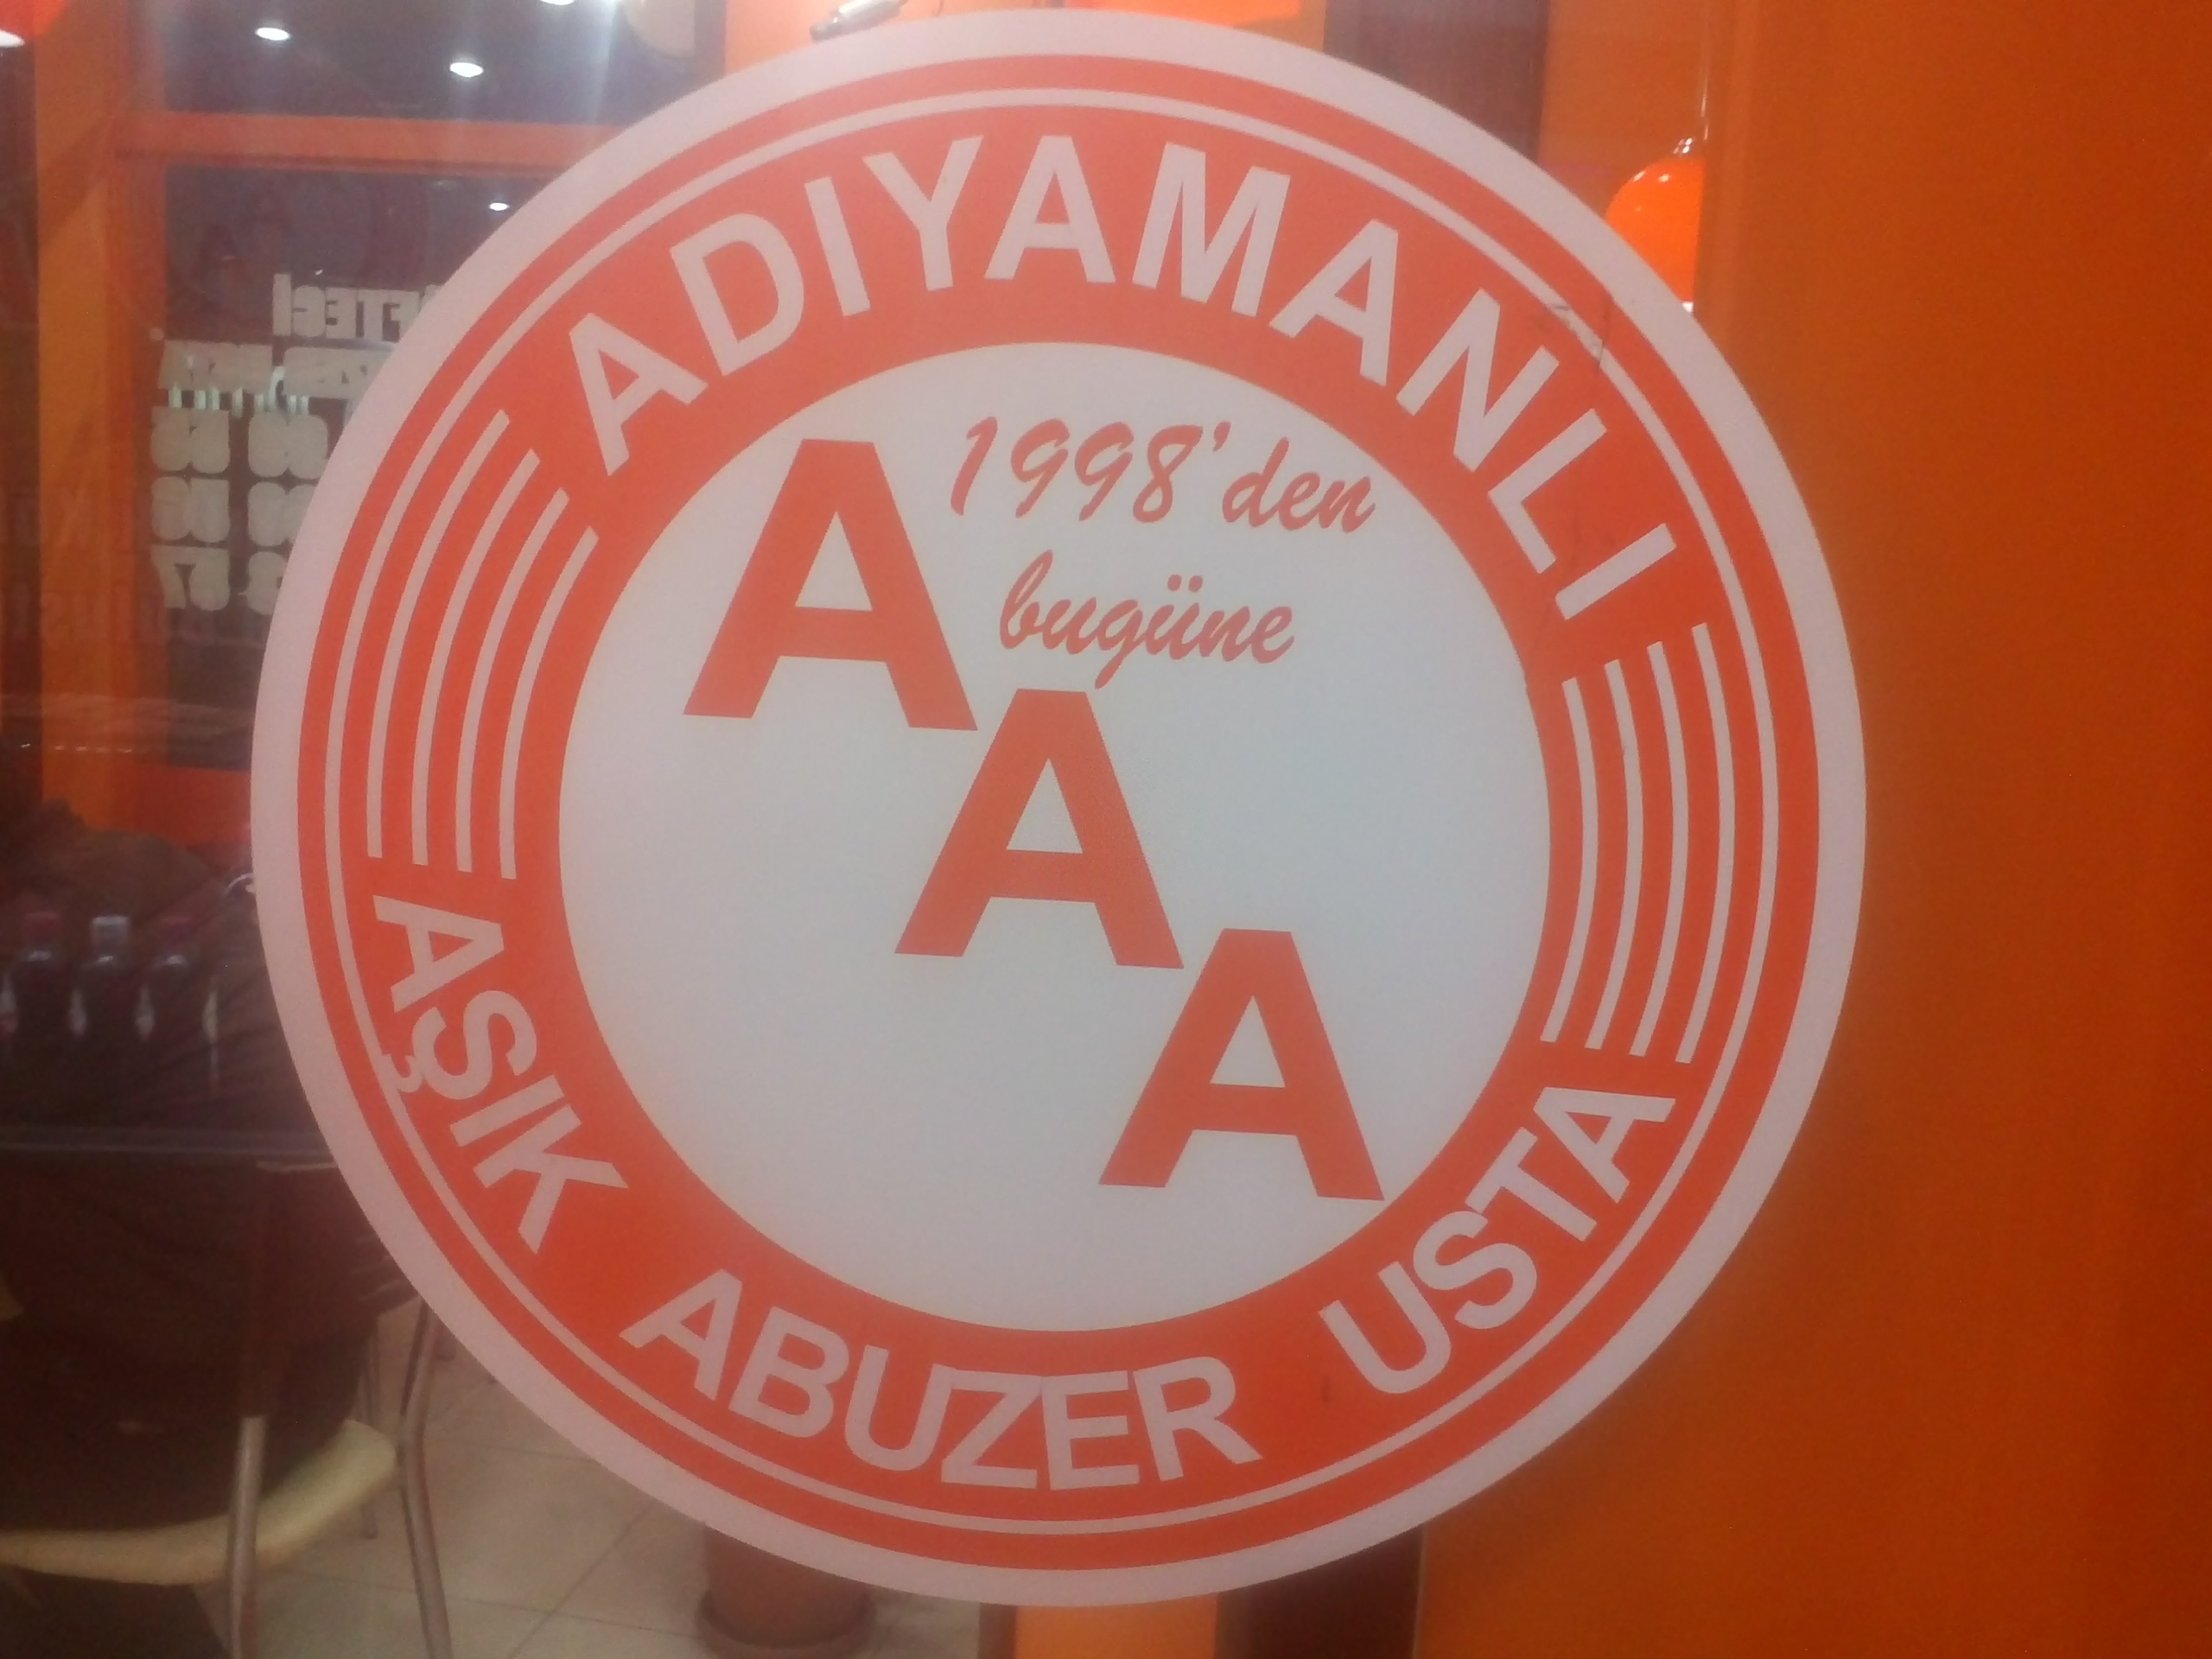 ADIYAMANLI
1998'den
bugüne
A
A
A
AŞIK ABUZER USTA